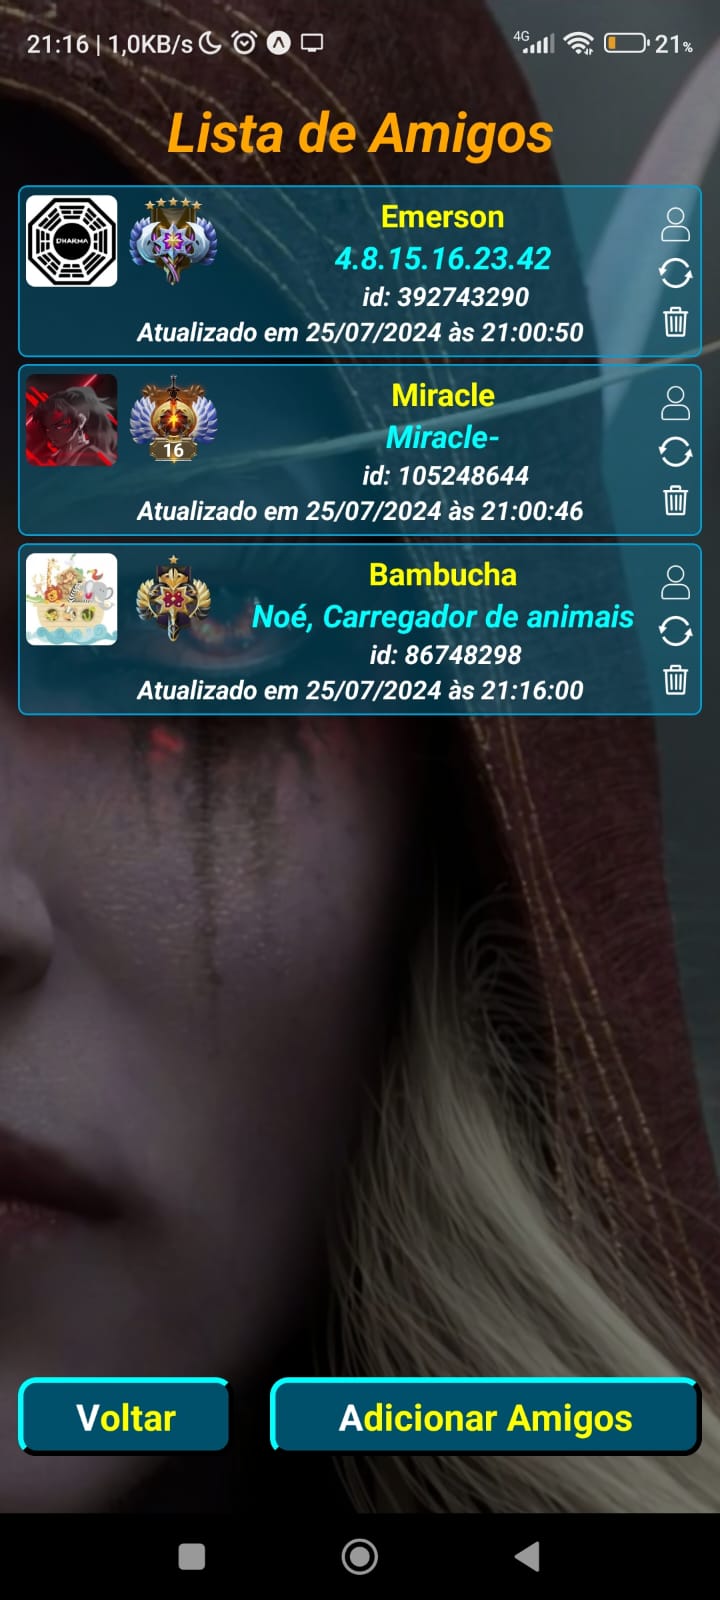 21:16 | 1,0KB/s 4G 21%
Lista de Amigos
DHARMA
Emerson
4.8.15.16.23.42
id: 392743290
Atualizado em 25/07/2024 às 21:00:50
16
Miracle
Miracle-
id: 105248644
Atualizado em 25/07/2024 às 21:00:46
Bambucha
Noé, Carregador de animais
id: 86748298
Atualizado em 25/07/2024 às 21:16:00
Voltar
Adicionar Amigos